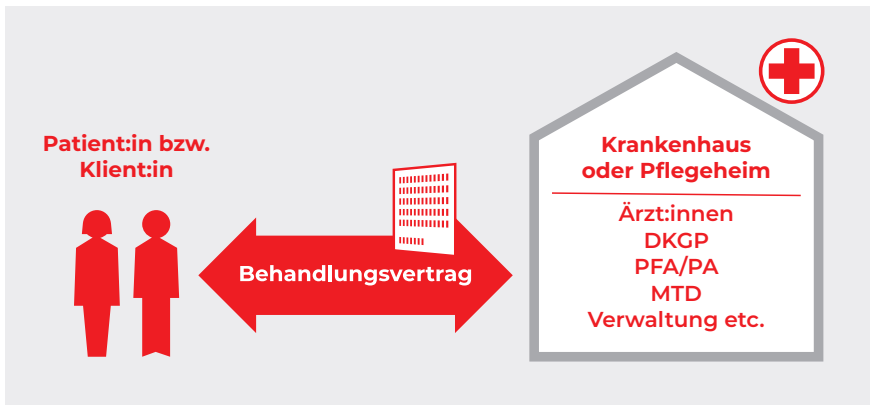 Patient:in bzw.
Klient:in
Behandlungsvertrag
Krankenhaus
oder Pflegeheim
Ärzt:innen
DKGP
PFA/PA
MTD
Verwaltung etc.